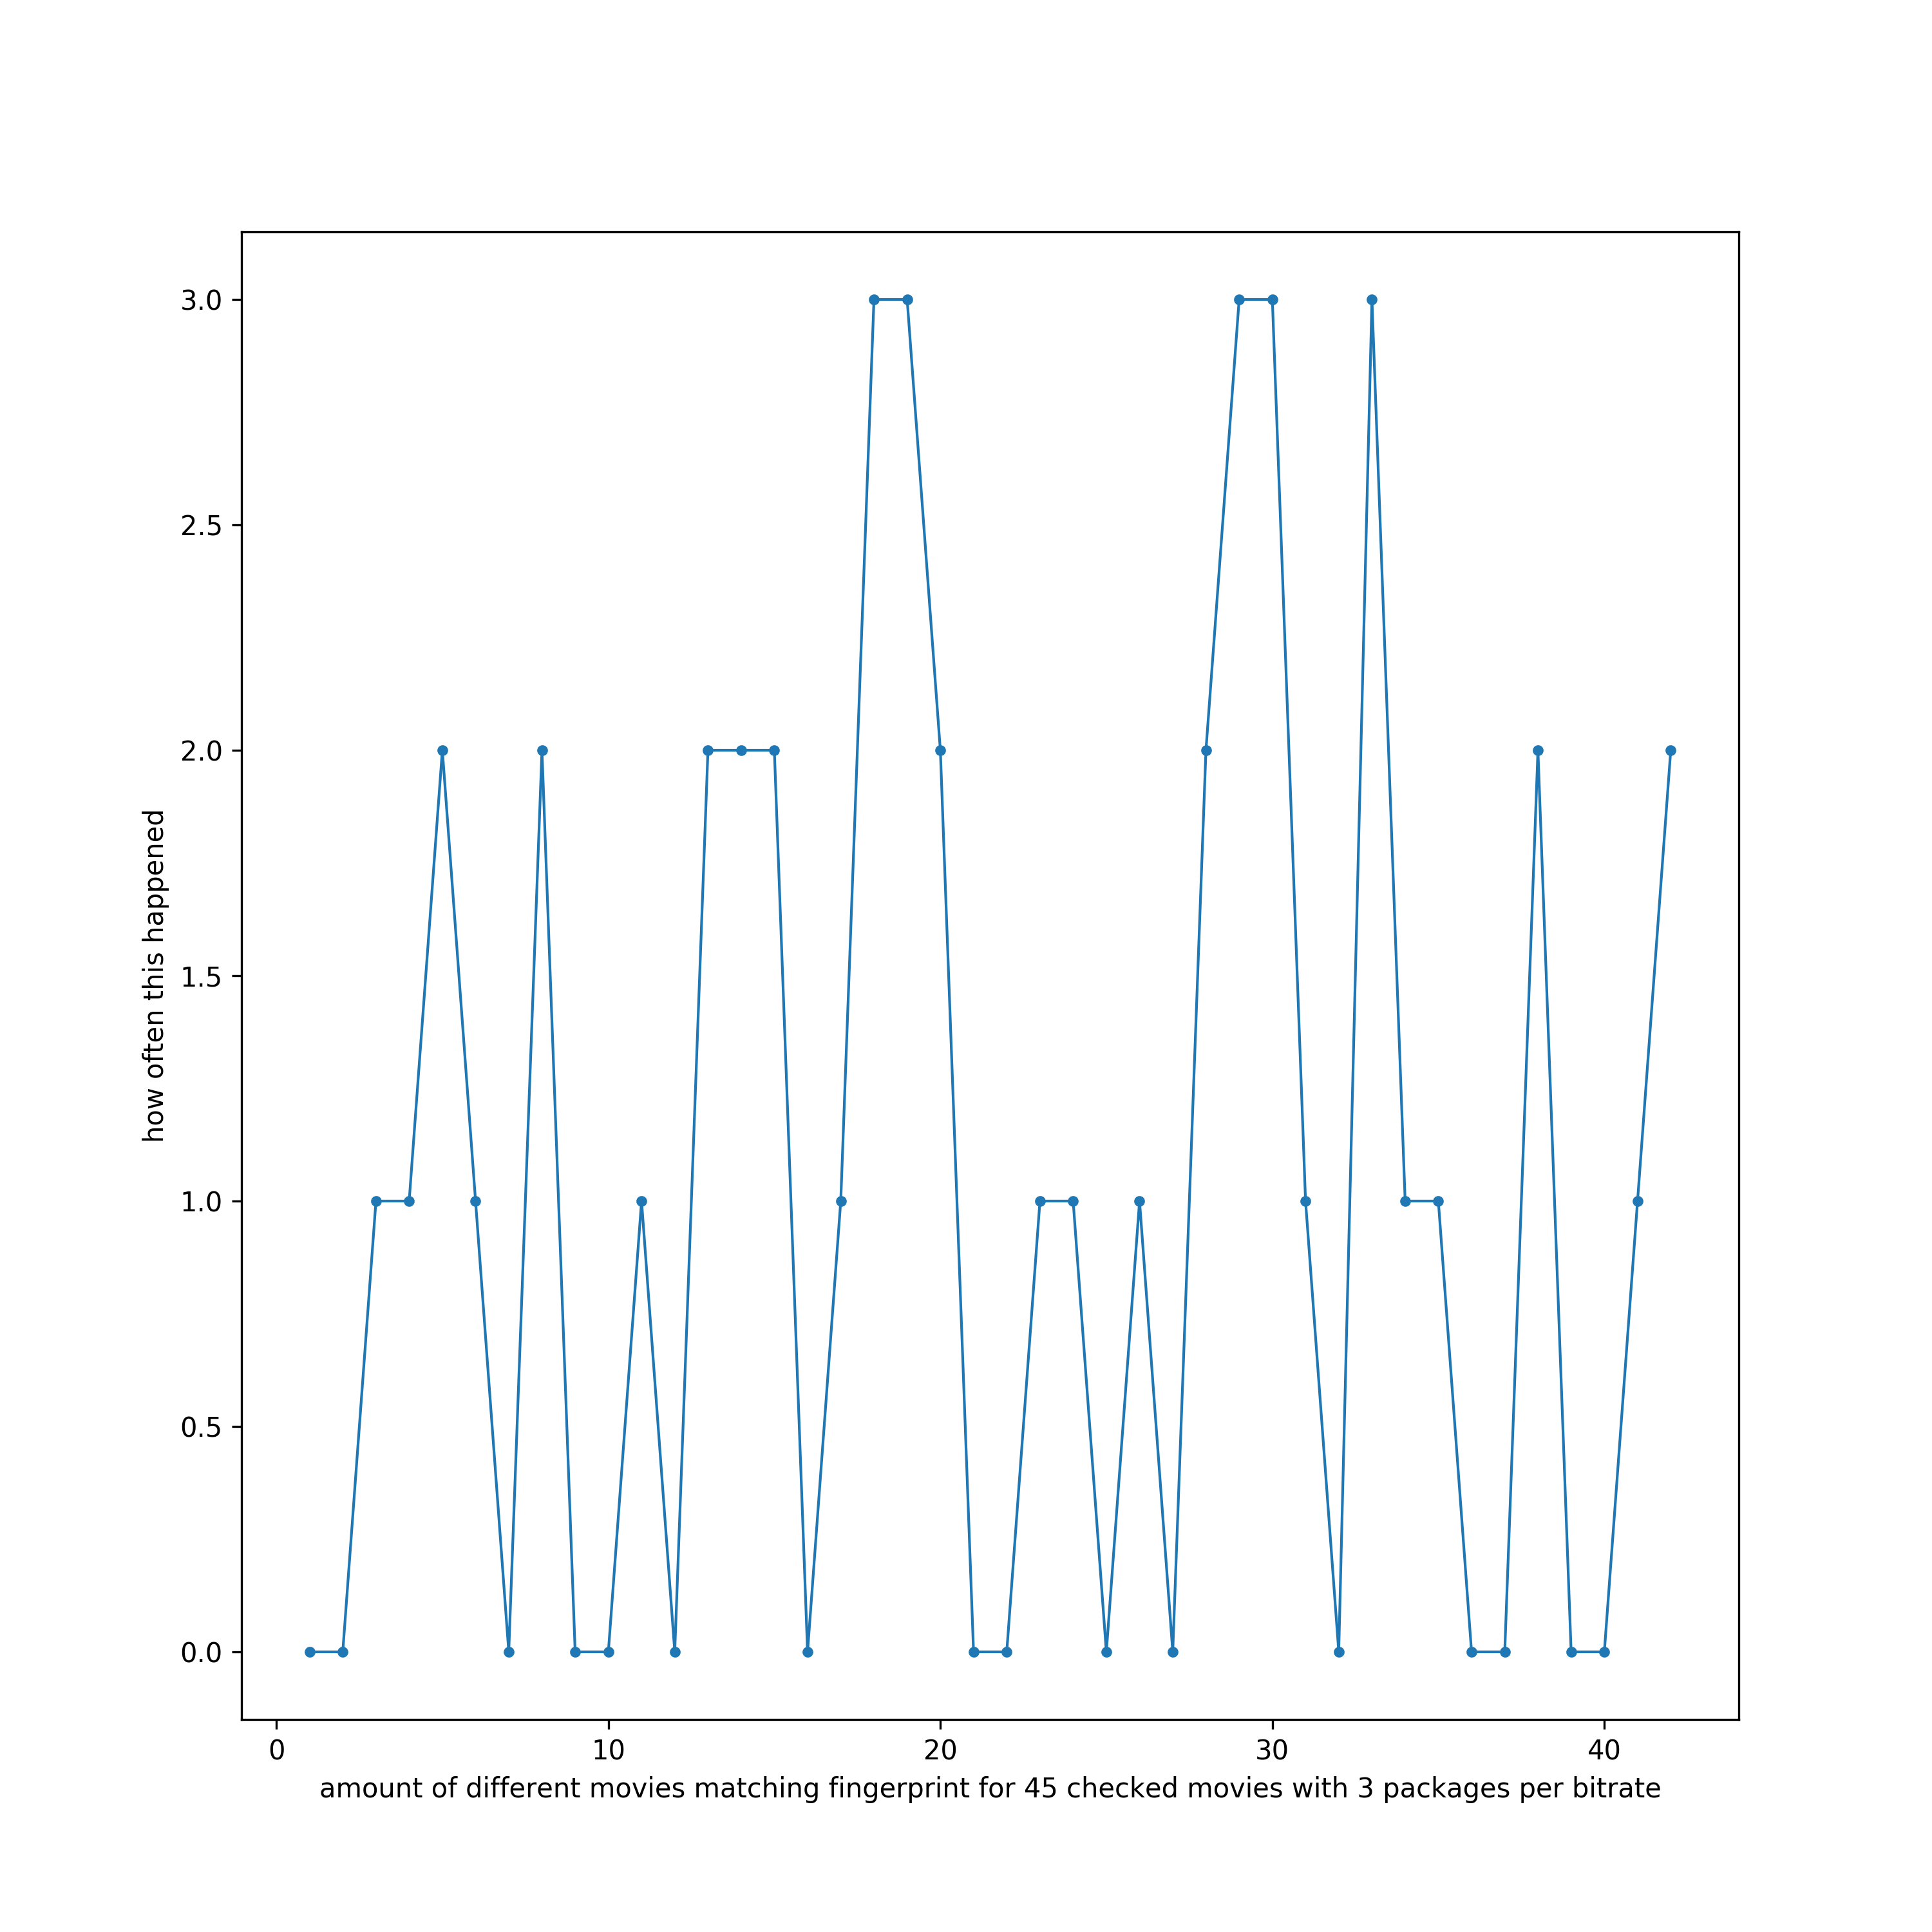 3.0
2.5
2.0
1.5
1.0
0.5
0.0
how often this happened
0 10 20 30 40
amount of different movies matching fingerprint for 45 checked movies with 3 packages per bitrate